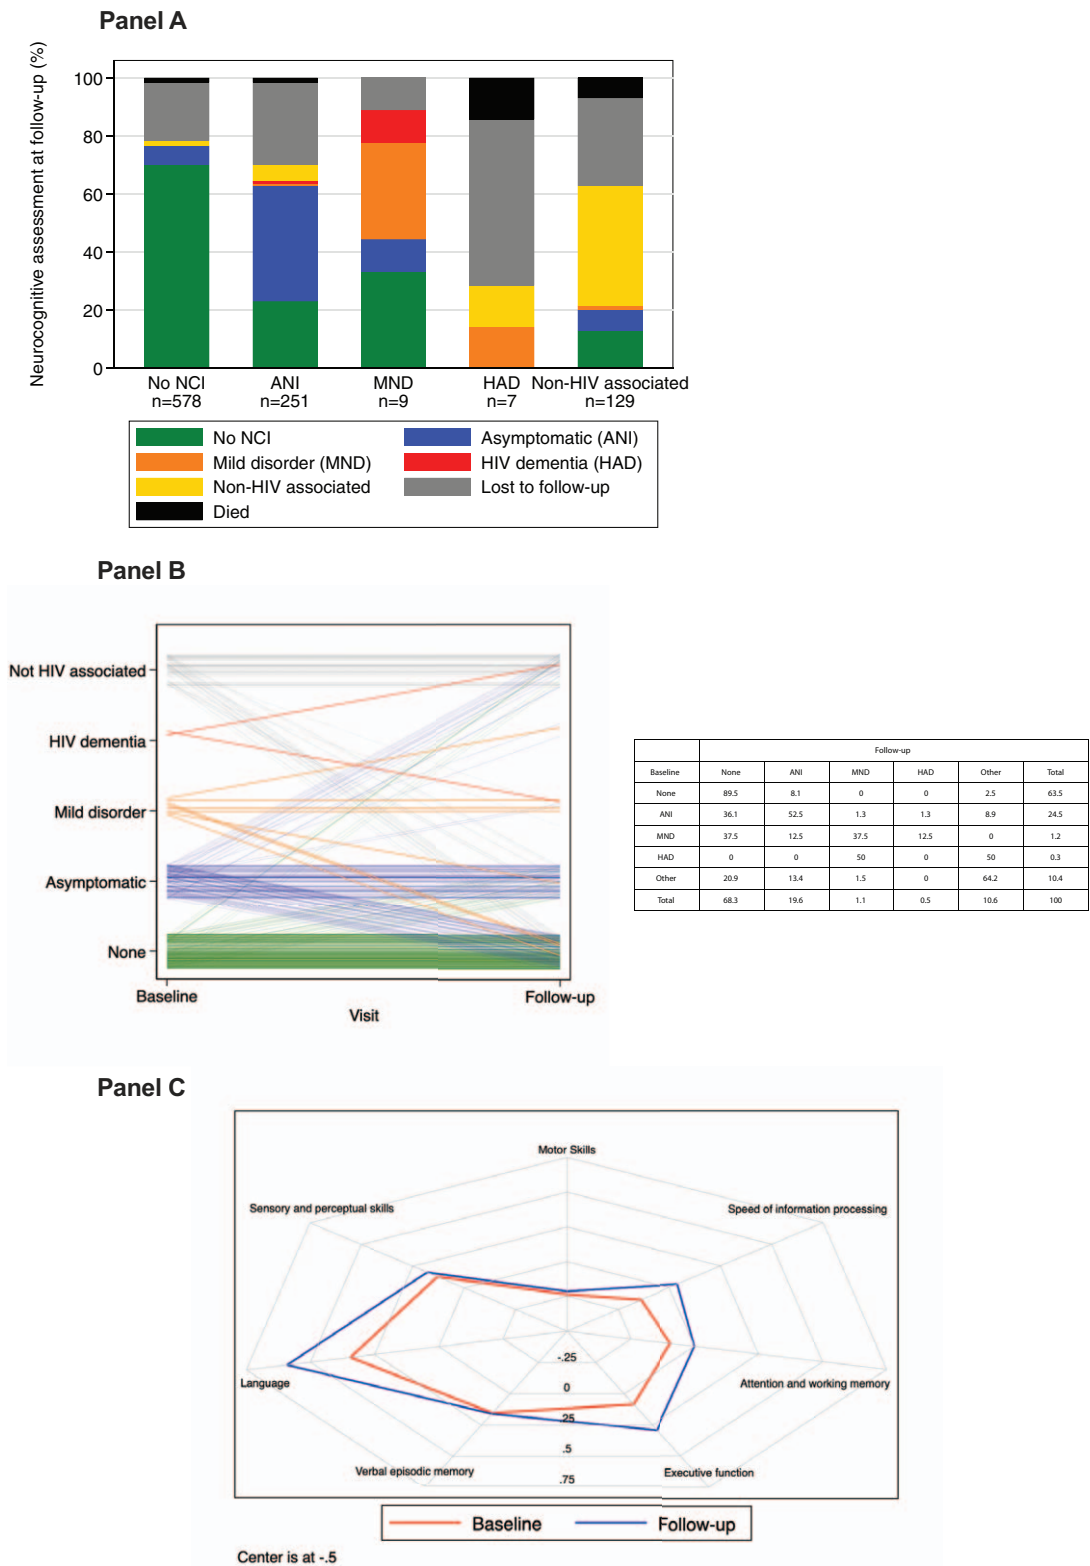 Panel A
Neurocognitive assessment at follow-up (%)
100
80
60
40
20
0
No NCI ANI MND HAD Non-HIV associated
n=578 n=251 n=9 n=7 n=129
No NCI Asymptomatic (ANI)
Mild disorder (MND) HIV dementia (HAD)
Non-HIV associated Lost to follow-up
Died
Panel B
Not HIV associated
HIV dementia
Mild disorder
Asymptomatic
None
Baseline Follow-up
Visit
Follow-up
Baseline None ANI MND HAD Other Total
None 89.5 8.1 0 0 2.5 63.5
ANI 36.1 52.5 1.3 1.3 8.9 24.5
MND 37.5 12.5 37.5 12.5 0 1.2
HAD 0 0 50 0 50 0.3
Other 20.9 13.4 1.5 0 64.2 10.4
Total 68.3 19.6 1.1 0.5 10.6 100
Panel C
Motor Skills
Sensory and perceptual skills Speed of information processing
-.25
0
.25
.5
.75
Language Attention and working memory
Verbal episodic memory Executive function
Baseline Follow-up
Center is at -.5